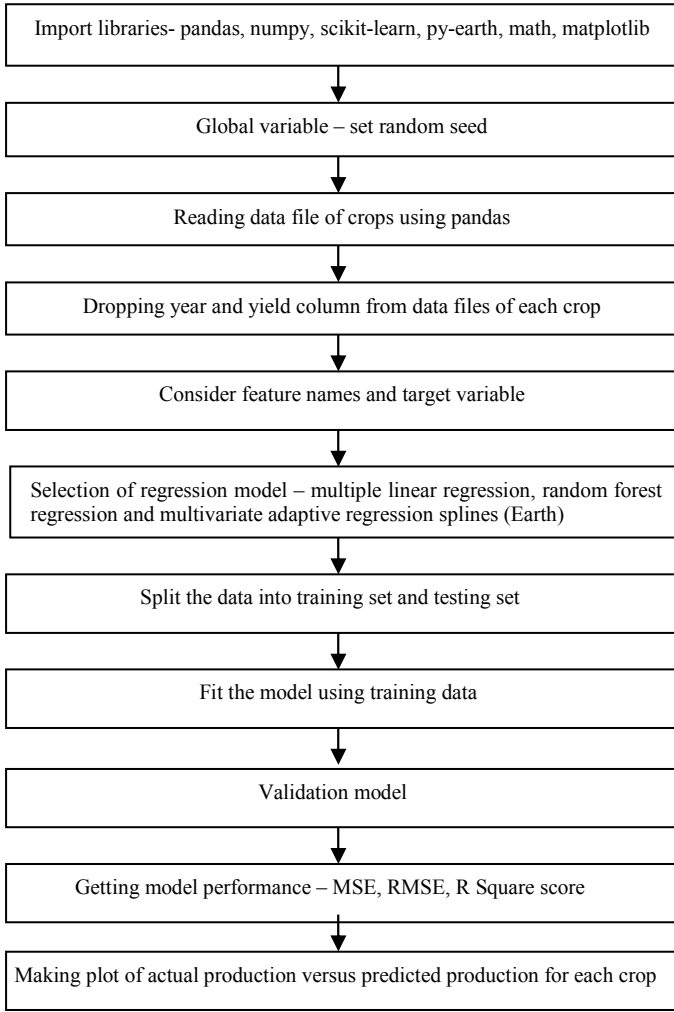 Import libraries- pandas, numpy, scikit-learn, py-earth, math, matplotlib
Global variable – set random seed
Reading data file of crops using pandas
Dropping year and yield column from data files of each crop
Consider feature names and target variable
Selection of regression model – multiple linear regression, random forest
regression and multivariate adaptive regression splines (Earth)
Split the data into training set and testing set
Fit the model using training data
Validation model
Getting model performance – MSE, RMSE, R Square score
Making plot of actual production versus predicted production for each crop